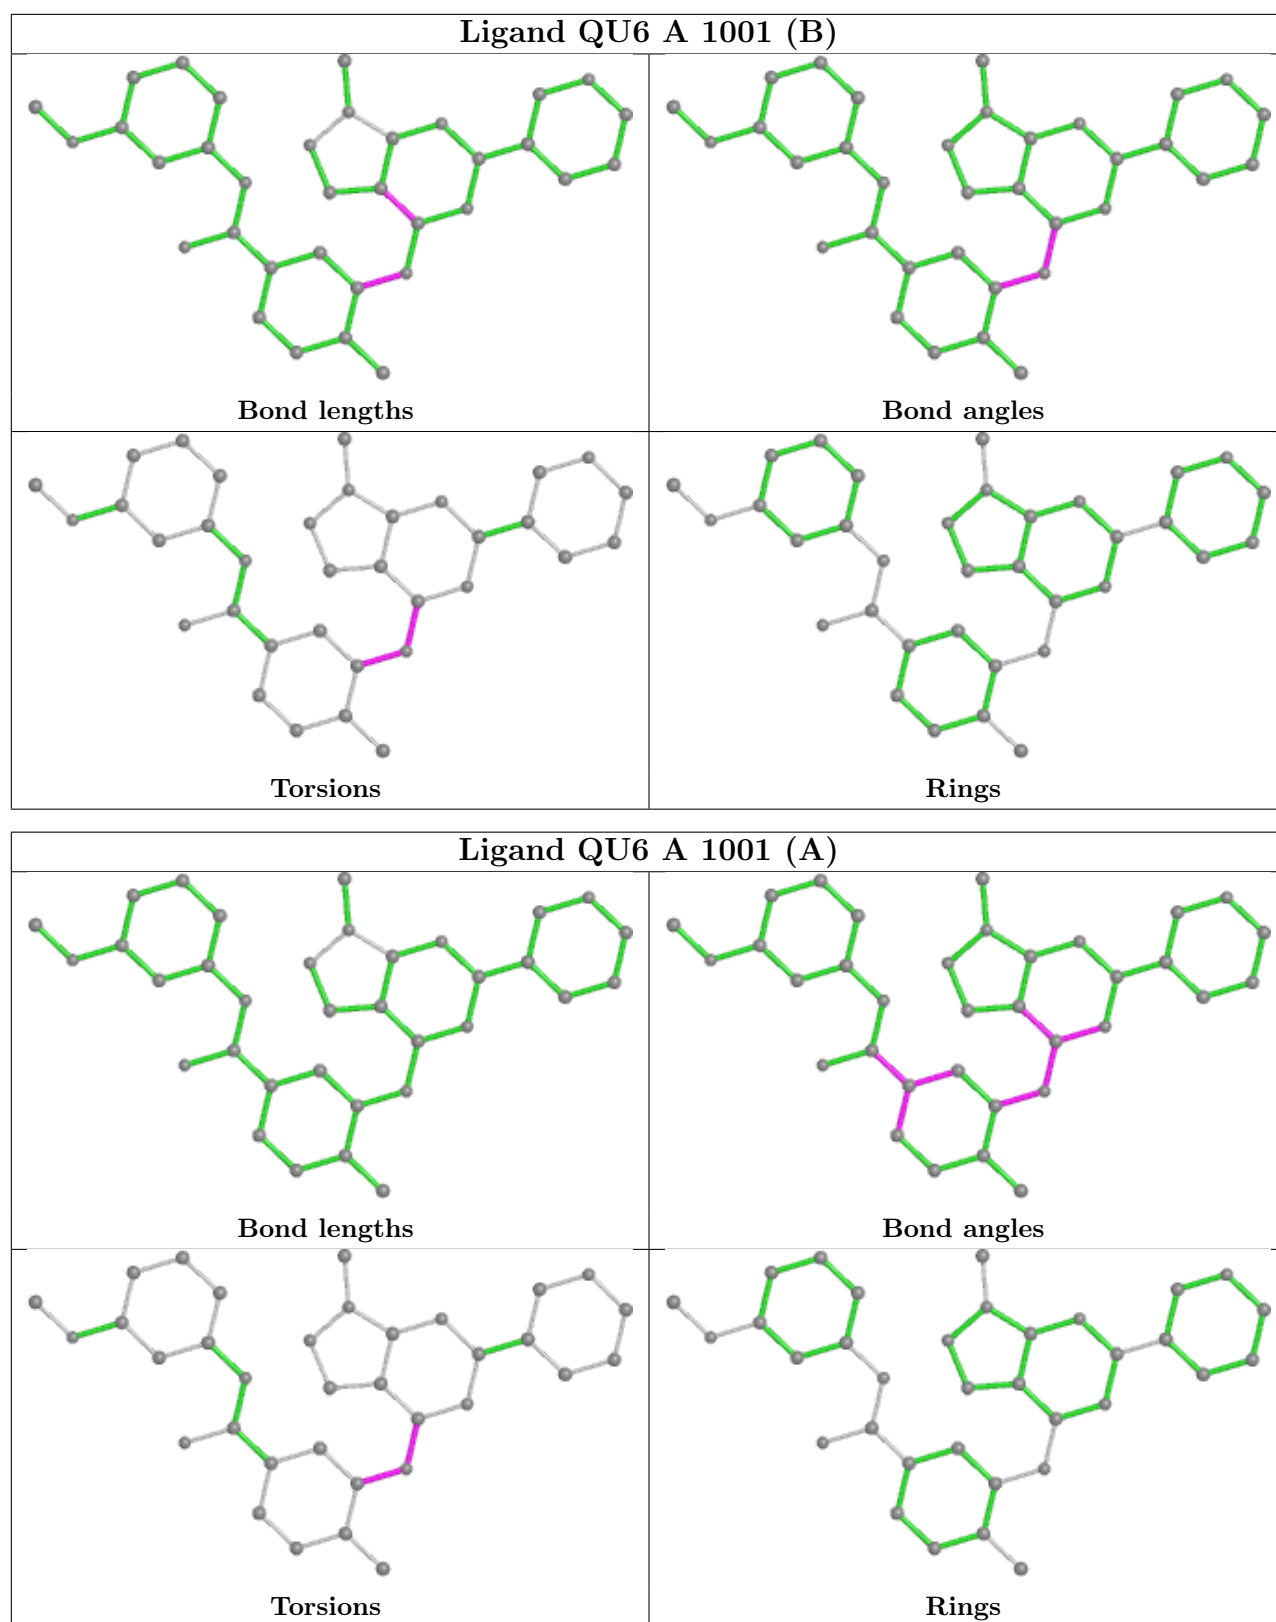 Ligand QU6 A 1001 (B)
Bond lengths
Bond angles
Torsions
Rings
Ligand QU6 A 1001 (A)
Bond lengths
Bond angles
Torsions
Rings